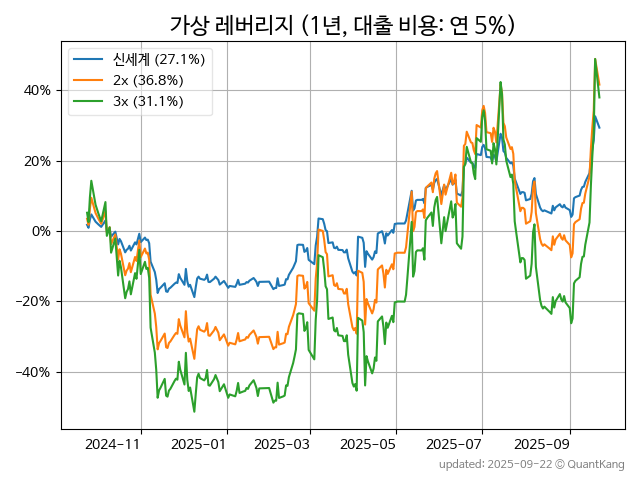 가상 레버리지 (1년, 대출 비용: 연 5%)
신세계 (27.1%)
2x (36.8%)
3x (31.1%)
40%
20%
0%
−20%
−40%
2024-11 2025-01 2025-03 2025-05 2025-07 2025-09
updated: 2025-09-22 © QuantKang